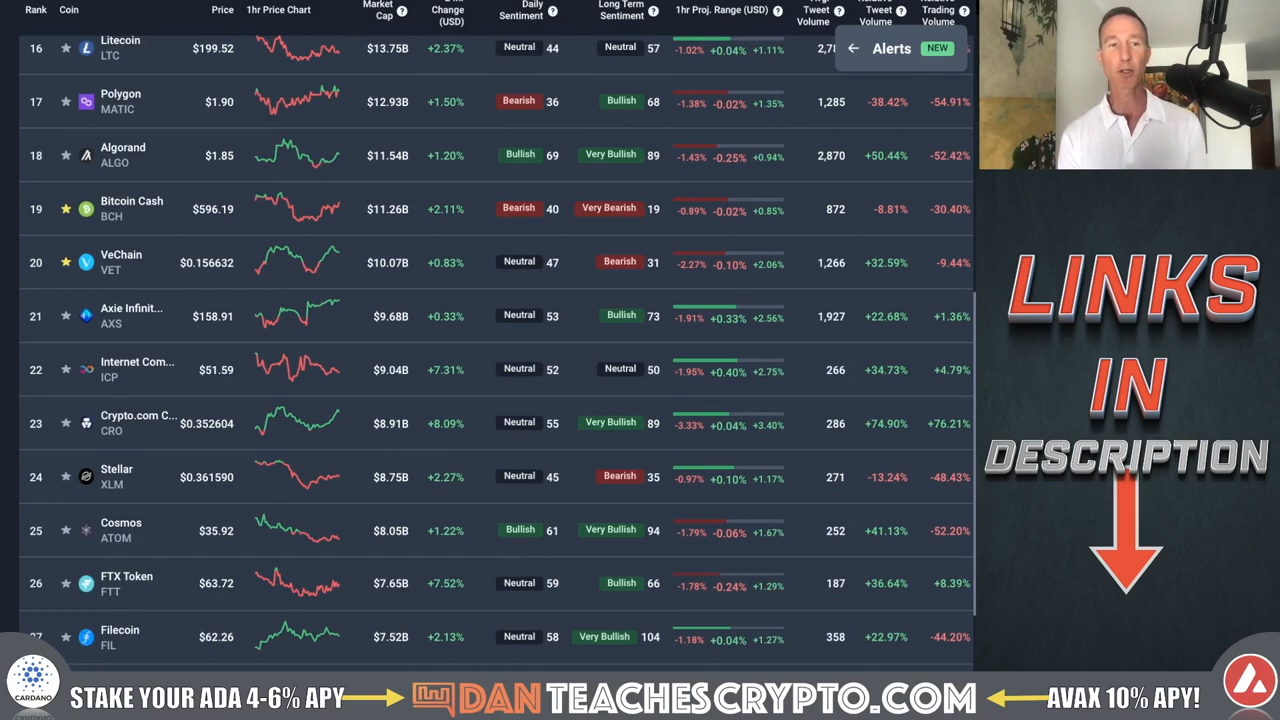 Rank Coin Price 1hr Price Chart Market Cap ? Change (USD) Daily Sentiment ? Long Term Sentiment ? 1hr Proj. Range (USD) ? Tweet Volume ? Relative Tweet Volume ? Relative Trading Volume ?
← Alerts NEW
16 Litecoin LTC $199.52 $13.75B +2.37% Neutral 44 Neutral 57 -1.02% +0.04% +1.11%
17 Polygon MATIC $1.90 $12.93B +1.50% Bearish 36 Bullish 68 -1.38% -0.02% +1.35% 1,285 -38.42% -54.91%
18 Algorand ALGO $1.85 $11.54B +1.20% Bullish 69 Very Bullish 89 -1.43% -0.25% +0.94% 2,870 +50.44% -52.42%
19 Bitcoin Cash BCH $596.19 $11.26B +2.11% Bearish 40 Very Bearish 19 -0.89% -0.02% +0.85% 872 -8.81% -30.40%
20 VeChain VET $0.156632 $10.07B +0.83% Neutral 47 Bearish 31 -2.27% -0.10% +2.06% 1,266 +32.59% -9.44%
21 Axie Infinit... AXS $158.91 $9.68B +0.33% Neutral 53 Bullish 73 -1.91% +0.33% +2.56% 1,927 +22.68% +1.36%
22 Internet Com... ICP $51.59 $9.04B +7.31% Neutral 52 Neutral 50 -1.95% +0.40% +2.75% 266 +34.73% +4.79%
23 Crypto.com C... CRO $0.352604 $8.91B +8.09% Neutral 55 Very Bullish 89 -3.33% +0.04% +3.40% 286 +74.90% +76.21%
24 Stellar XLM $0.361590 $8.75B +2.27% Neutral 45 Bearish 35 -0.97% +0.10% +1.17% 271 -13.24% -48.43%
25 Cosmos ATOM $35.92 $8.05B +1.22% Bullish 61 Very Bullish 94 -1.79% -0.06% +1.67% 252 +41.13% -52.20%
26 FTX Token FTT $63.72 $7.65B +7.52% Neutral 59 Bullish 66 -1.78% -0.24% +1.29% 187 +36.64% +8.39%
Filecoin FIL $62.26 $7.52B +2.13% Neutral 58 Very Bullish 104 -1.18% +0.04% +1.27% 358 +22.97% -44.20%
LINKS
IN
DESCRIPTION
CARDANO
STAKE YOUR ADA 4-6% APY
DAN TEACHESCRYPTO.COM
AVAX 10% APY!